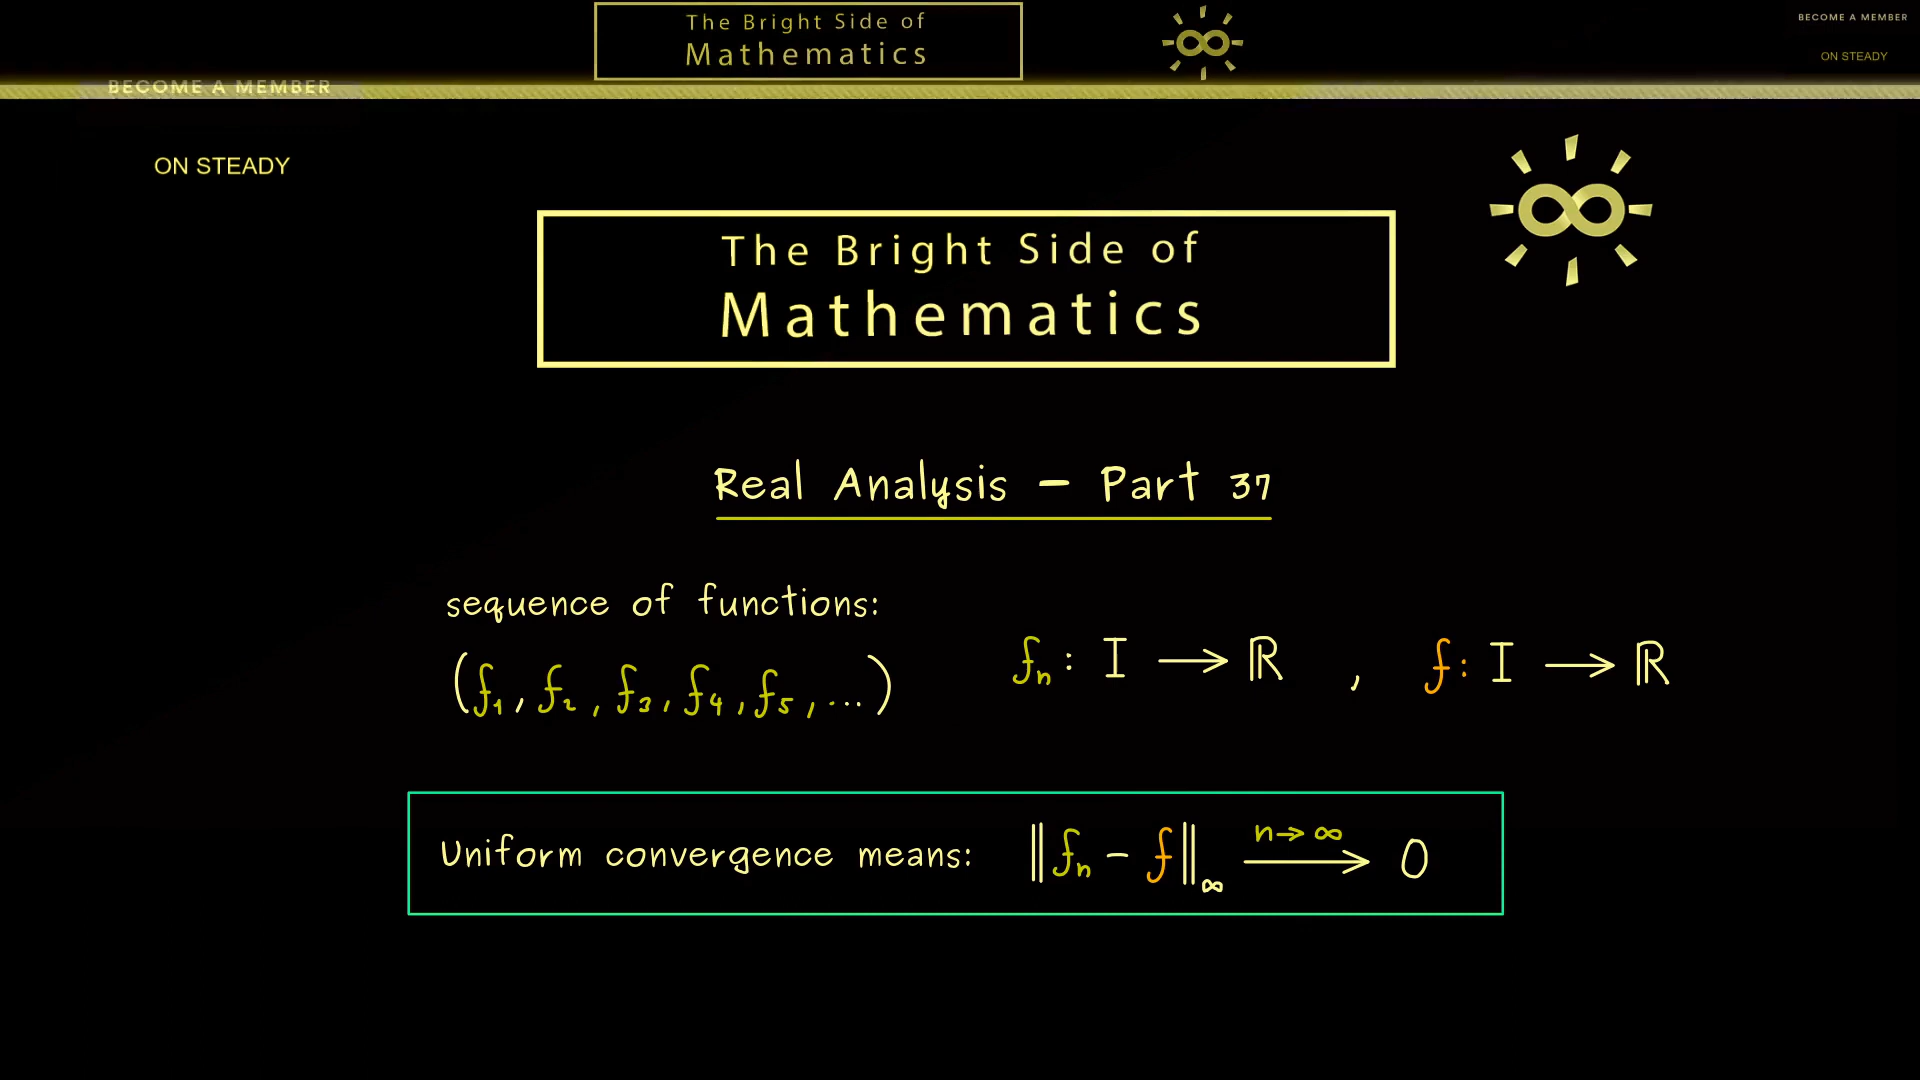 The Bright Side of
Mathematics
BECOME A MEMBER
ON STEADY
BECOME A MEMBER
ON STEADY
The Bright Side of
Mathematics
Real Analysis – Part 37
sequence of functions:
(f₁, f₂, f₃, f₄, f₅, ...)
fₙ: I → ℝ , f: I → ℝ
Uniform convergence means: ‖fₙ - f‖∞ n→∞ ⟶ 0